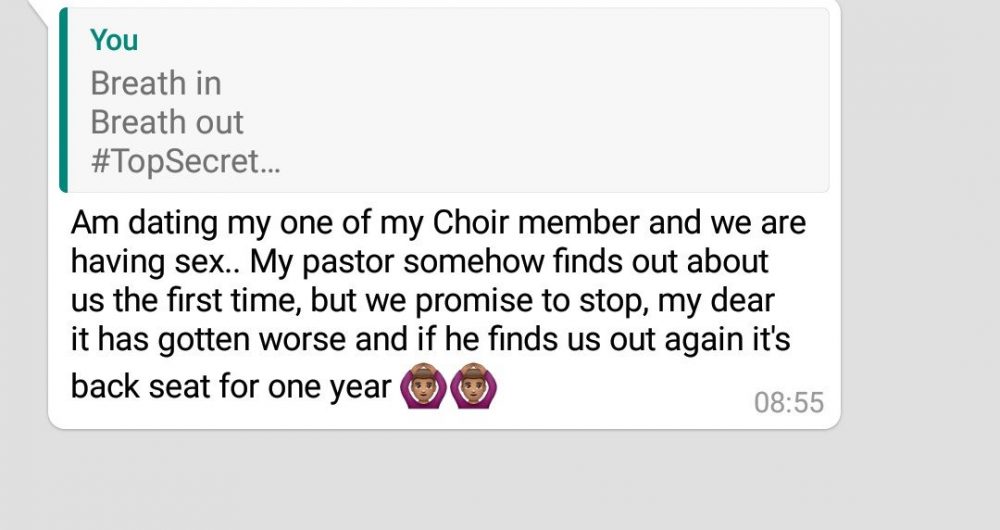 You
Breath in
Breath out
#TopSecret...
Am dating my one of my Choir member and we are
having sex.. My pastor somehow finds out about
us the first time, but we promise to stop, my dear
it has gotten worse and if he finds us out again it's
back seat for one year 🙆🏽‍♂️🙆🏽‍♂️
08:55